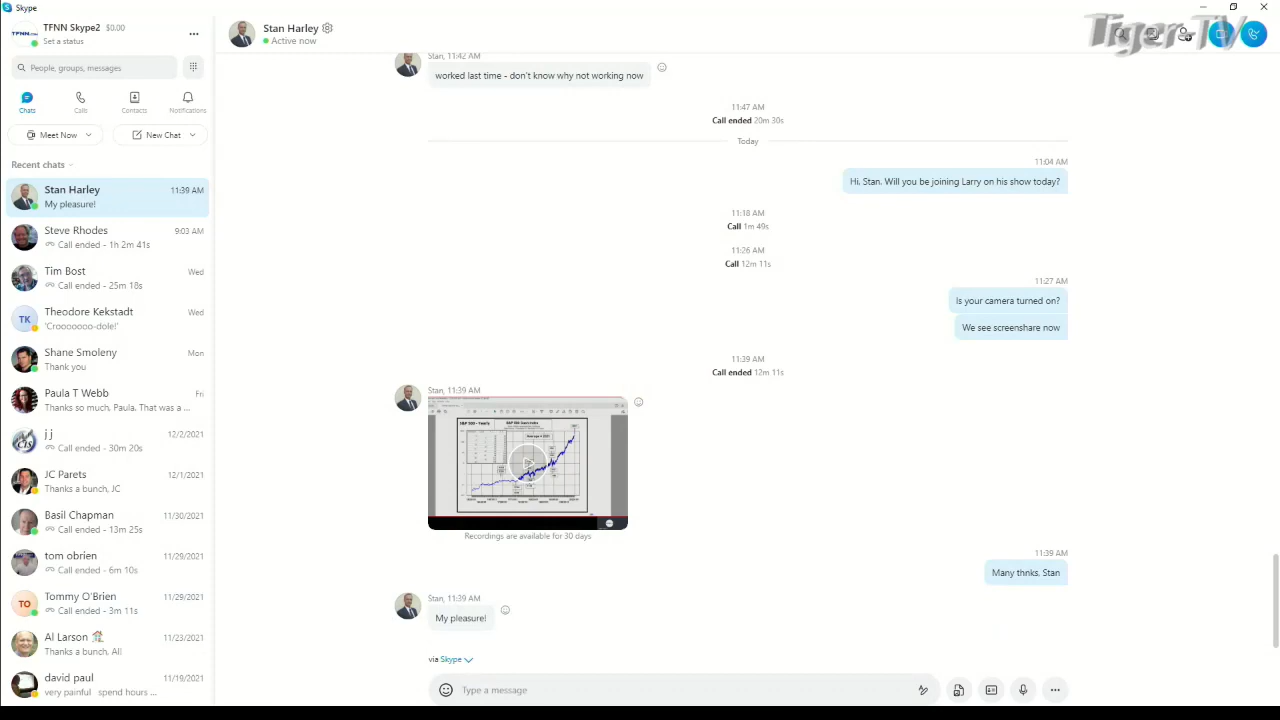 Skype
TFNN Skype2 $0.00
Set a status
People, groups, messages
Chats
Calls
Contacts
Notifications
Meet Now
New Chat
Recent chats
Stan Harley 11:39 AM
My pleasure!
Steve Rhodes 9:03 AM
Call ended - 1h 2m 41s
Tim Bost Wed
Call ended - 25m 18s
TK
Theodore Kekstadt Wed
'Crooooooo-dole!'
Shane Smoleny Mon
Thank you
Paula T Webb Fri
Thanks so much, Paula. That was a ...
j j 12/2/2021
Call ended - 30m 20s
JC Parets 12/1/2021
Thanks a bunch, JC
Basil Chapman 11/30/2021
Call ended - 13m 25s
tom obrien 11/29/2021
Call ended - 6m 10s
TO
Tommy O'Brien 11/29/2021
Call ended - 3m 11s
Al Larson 11/23/2021
Thanks a bunch, All
david paul 11/19/2021
very painful spend hours ...
Stan Harley
Active now
Tiger TV
Stan, 11:42 AM
worked last time - don't know why not working now
11:47 AM
Call ended 20m 30s
Today
11:04 AM
Hi, Stan. Will you be joining Larry on his show today?
11:18 AM
Call 1m 49s
11:26 AM
Call 12m 11s
11:27 AM
Is your camera turned on?
We see screenshare now
11:39 AM
Call ended 12m 11s
Stan, 11:39 AM
S&P 500 - Yearly
Recordings are available for 30 days
11:39 AM
Many thnks, Stan
Stan, 11:39 AM
My pleasure!
via Skype
Type a message